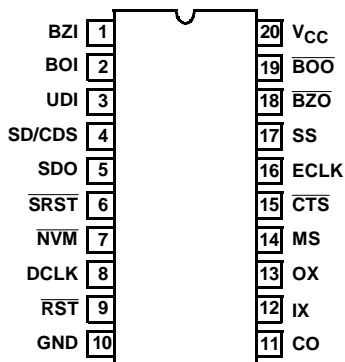 BZI 1 20 VCC
BOI 2 19 BOO
UDI 3 18 BZO
SD/CDS 4 17 SS
SDO 5 16 ECLK
SRST 6 15 CTS
NVM 7 14 MS
DCLK 8 13 OX
RST 9 12 IX
GND 10 11 CO